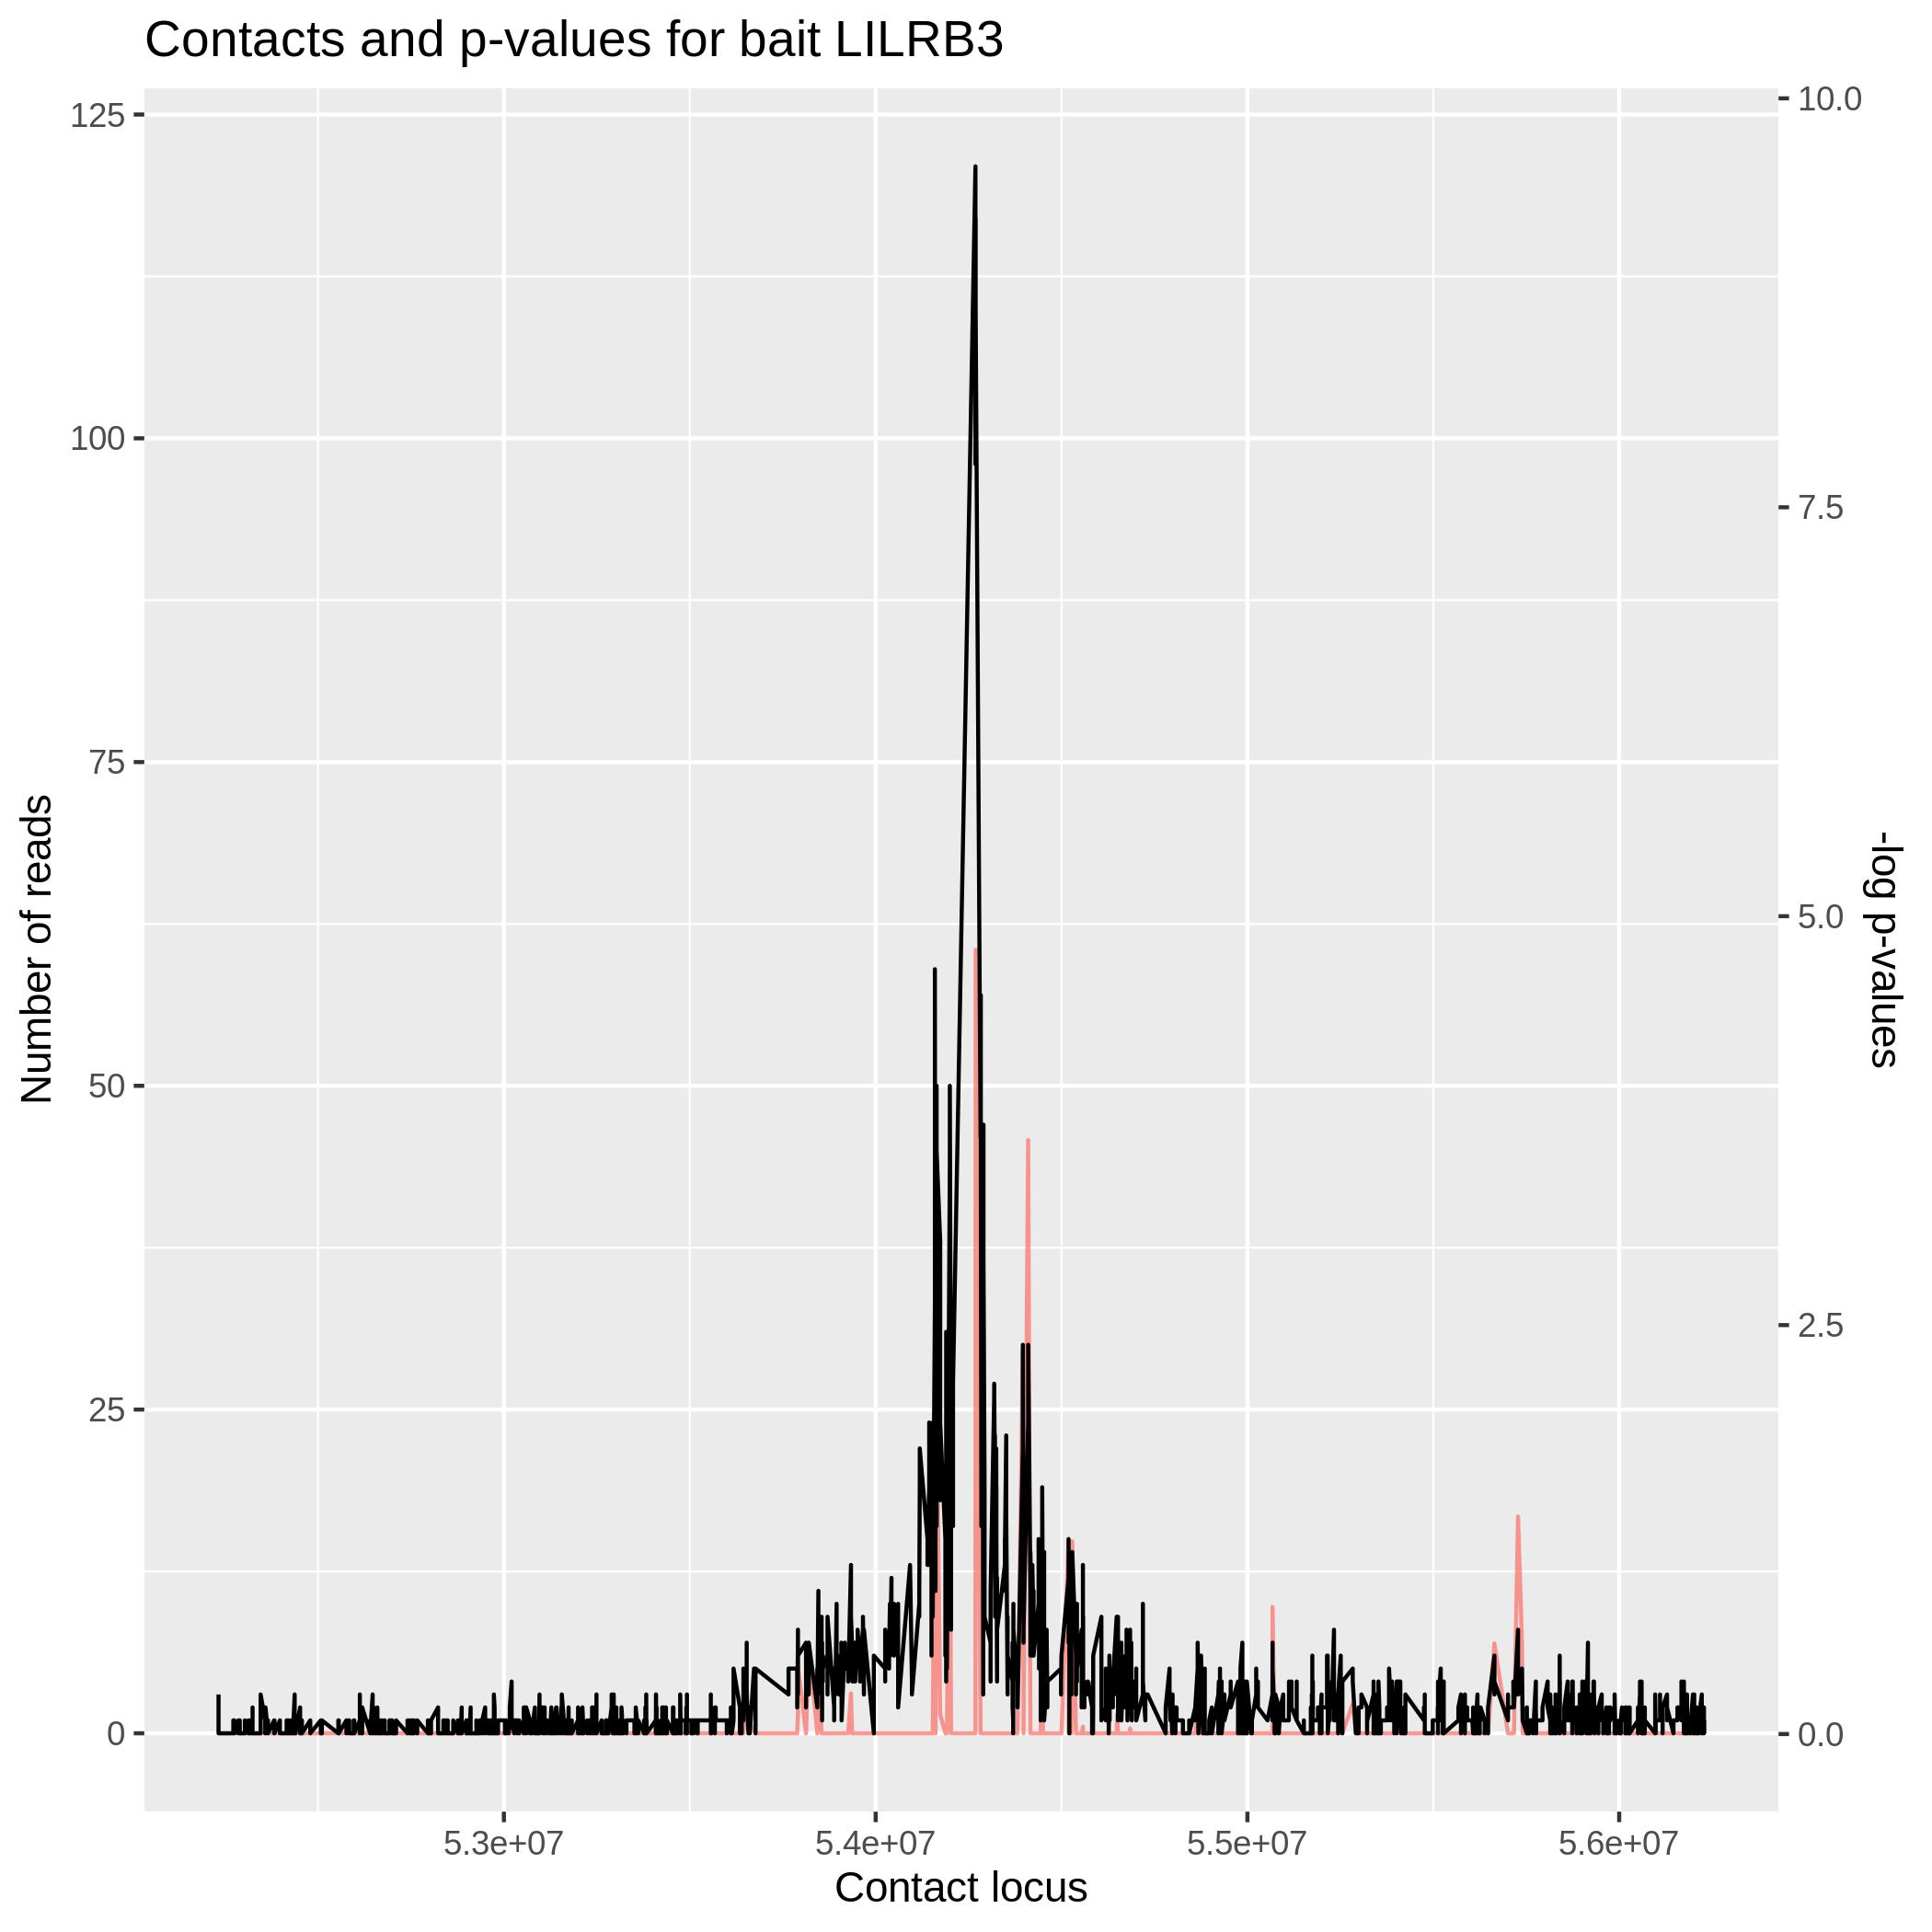 Contacts and p-values for bait LILRB3
125
100
75
50
25
0
Number of reads
10.0
7.5
5.0
2.5
0.0
-log p-values
5.3e+07
5.4e+07
5.5e+07
5.6e+07
Contact locus